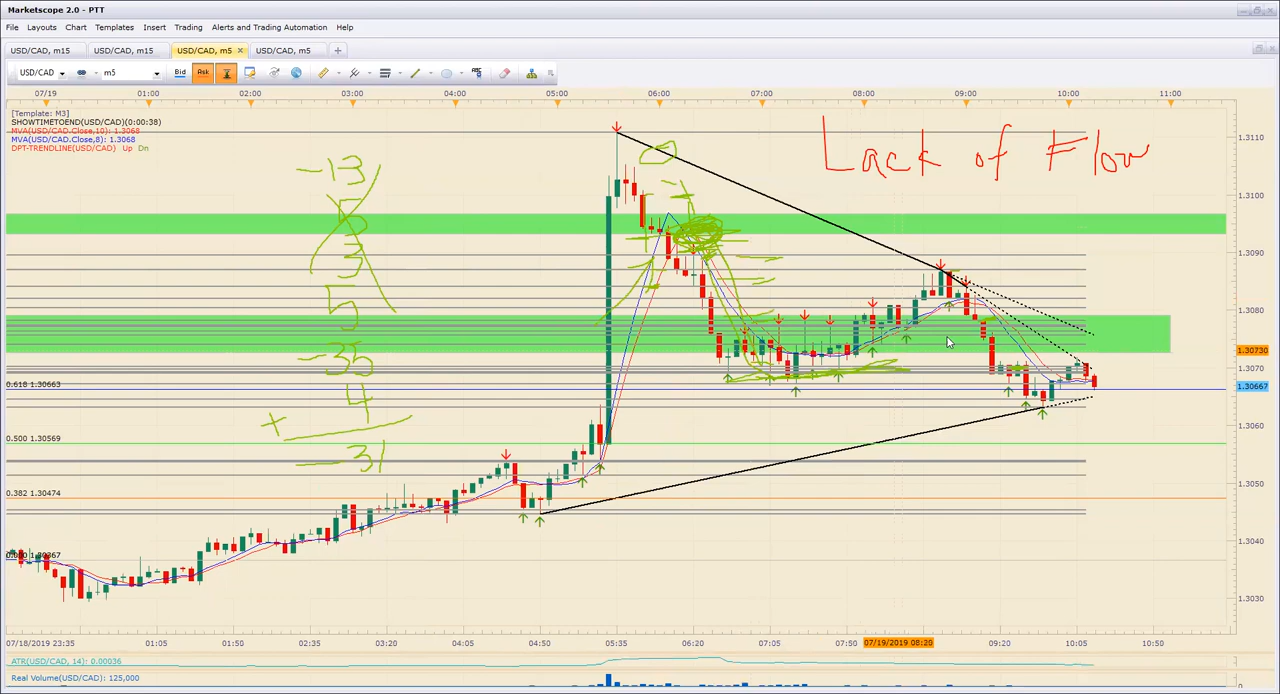 Marketscope 2.0 - PTT
File Layouts Chart Templates Insert Trading Alerts and Trading Automation Help
USD/CAD, m15 USD/CAD, m15 USD/CAD, m5 USD/CAD, m5
USD/CAD m5 Bid Ask
07/19 01:00 02:00 03:00 04:00 05:00 06:00 07:00 08:00 09:00 10:00 11:00
[Template: M3]
SHOWTIMETOEND(USD/CAD)(0:00:38)
MVA(USD/CAD.Close,10): 1.3068
MVA(USD/CAD.Close,8): 1.3068
DPT-TRENDLINE(USD/CAD) Up Dn
Lack of Flow
-13
5
3
3
5
9
-35
4
+
-31
1.3110
1.3100
1.3090
1.3080
1.30730
1.3070
1.30667
1.3060
1.3050
1.3040
1.3030
0.618 1.30663
0.500 1.30569
0.382 1.30474
1.30367
07/18/2019 23:35 01:05 01:50 02:35 03:20 04:05 04:50 05:35 06:20 07:05 07:50 07/19/2019 08:20 09:20 10:05 10:50
ATR(USD/CAD, 14): 0.00036
Real Volume(USD/CAD): 125,000